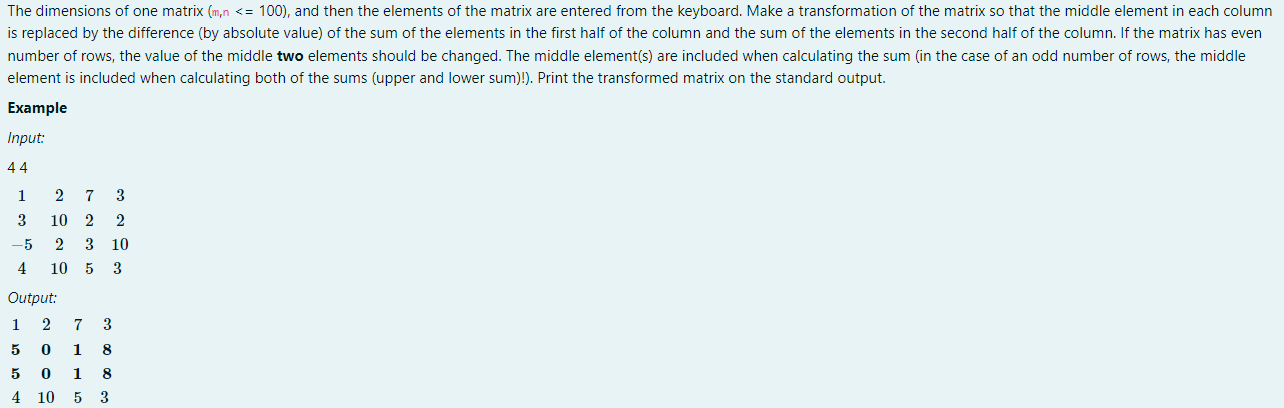 The dimensions of one matrix (m,n <= 100), and then the elements of the matrix are entered from the keyboard. Make a transformation of the matrix so that the middle element in each column
is replaced by the difference (by absolute value) of the sum of the elements in the first half of the column and the sum of the elements in the second half of the column. If the matrix has even
number of rows, the value of the middle two elements should be changed. The middle element(s) are included when calculating the sum (in the case of an odd number of rows, the middle
element is included when calculating both of the sums (upper and lower sum)!). Print the transformed matrix on the standard output.
Example
Input:
4 4
1 2 7 3
3 10 2 2
−5 2 3 10
4 10 5 3
Output:
1 2 7 3
5 0 1 8
5 0 1 8
4 10 5 3